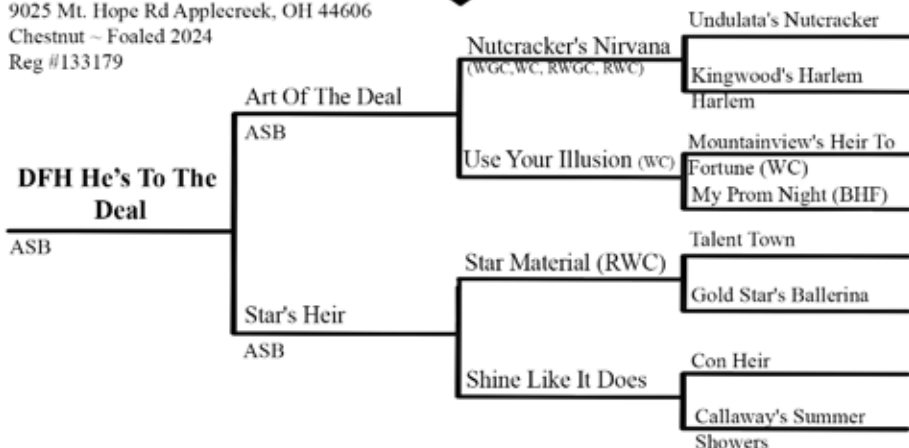 9025 Mt. Hope Rd Applecreek, OH 44606
Chestnut ~ Foaled 2024
Reg #133179
DFH He's To The
Deal
ASB
Art Of The Deal
ASB
Star's Heir
ASB
Nutcracker's Nirvana
(WGC,WC, RWGC, RWC)
Use Your Illusion (WC)
Star Material (RWC)
Shine Like It Does
Undulata's Nutcracker
Kingwood's Harlem
Harlem
Mountainview's Heir To
Fortune (WC)
My Prom Night (BHF)
Talent Town
Gold Star's Ballerina
Con Heir
Callaway's Summer
Showers